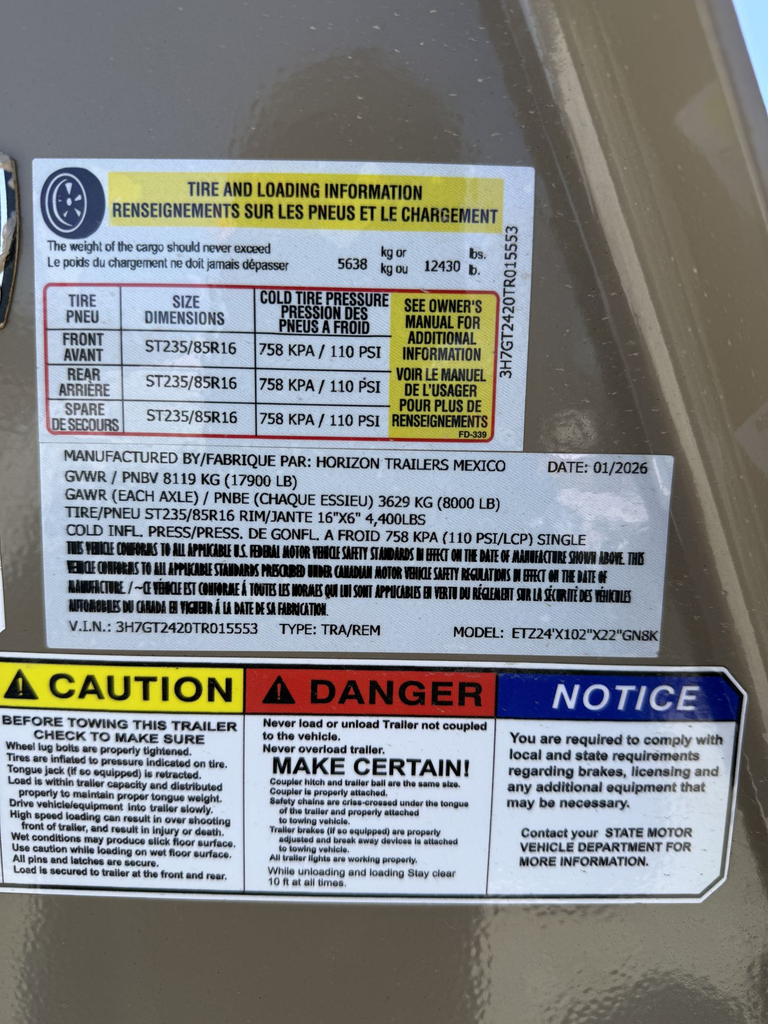 TIRE AND LOADING INFORMATION
RENSEIGNEMENTS SUR LES PNEUS ET LE CHARGEMENT
The weight of the cargo should never exceed kg or lbs.
Le poids du chargement ne doit jamais dépasser 5638 kg ou 12430 lb.
TIRE PNEU
SIZE DIMENSIONS
COLD TIRE PRESSURE
PRESSION DES
PNEUS A FROID
SEE OWNER'S
MANUAL FOR
ADDITIONAL
INFORMATION
VOIR LE MANUEL
DE L'USAGER
POUR PLUS DE
RENSEIGNEMENTS
FD-339
FRONT AVANT ST235/85R16 758 KPA / 110 PSI
REAR ARRIÈRE ST235/85R16 758 KPA / 110 PSI
SPARE DE SECOURS ST235/85R16 758 KPA / 110 PSI
3H7GT2420TR015553
MANUFACTURED BY/FABRIQUE PAR: HORIZON TRAILERS MEXICO DATE: 01/2026
GVWR / PNBV 8119 KG (17900 LB)
GAWR (EACH AXLE) / PNBE (CHAQUE ESSIEU) 3629 KG (8000 LB)
TIRE/PNEU ST235/85R16 RIM/JANTE 16"X6" 4,400LBS
COLD INFL. PRESS/PRESS. DE GONFL. A FROID 758 KPA (110 PSI/LCP) SINGLE
THIS VEHICLE CONFORMS TO ALL APPLICABLE U.S. FEDERAL MOTOR VEHICLE SAFETY STANDARDS IN EFFECT ON THE DATE OF MANUFACTURE SHOWN ABOVE. THIS
VEHICLE CONFORMS TO ALL APPLICABLE STANDARDS PRESCRIBED UNDER CANADIAN MOTOR VEHICLE SAFETY REGULATIONS IN EFFECT ON THE DATE OF
MANUFACTURE. / ~CE VÉHICLE EST CONFORME Á TOUTES LES NORMES QUI LUI SONT APPLICABLES EN VERTU DU RÉGLEMENT SUR LA SÉCURITÉ DES VÉHICULES
AUTOMOBILES DU CANADA EN VIGUEUR Á LA DATE DE SA FABRICATION.
V.I.N.: 3H7GT2420TR015553 TYPE: TRA/REM MODEL: ETZ24'X102"X22"GN8K
CAUTION
BEFORE TOWING THIS TRAILER
CHECK TO MAKE SURE
Wheel lug bolts are properly tightened.
Tires are inflated to pressure indicated on tire.
Tongue jack (if so equipped) is retracted.
Load is within trailer capacity and distributed
properly to maintain proper tongue weight.
Drive vehicle/equipment into trailer slowly.
High speed loading can result in over shooting
front of trailer, and result in injury or death.
Wet conditions may produce slick floor surface.
Use caution while loading on wet floor surface.
All pins and latches are secure.
Load is secured to trailer at the front and rear.
DANGER
Never load or unload Trailer not coupled
to the vehicle.
Never overload trailer.
MAKE CERTAIN!
Coupler hitch and trailer ball are the same size.
Coupler is properly attached.
Safety chains are criss-crossed under the tongue
of the trailer and properly attached
to towing vehicle.
Trailer brakes (if so equipped) are properly
adjusted and break away devices is attached
to towing vehicle.
All trailer lights are working properly.
While unloading and loading Stay clear
10 ft at all times.
NOTICE
You are required to comply with
local and state requirements
regarding brakes, licensing and
any additional equipment that
may be necessary.
Contact your STATE MOTOR
VEHICLE DEPARTMENT FOR
MORE INFORMATION.